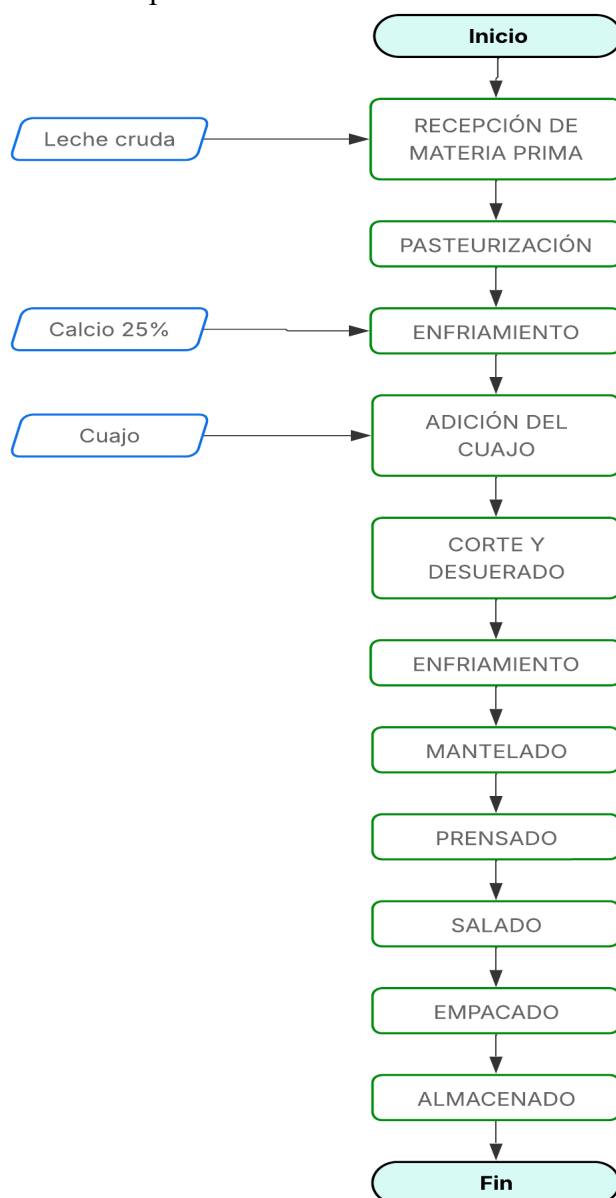 Inicio
Leche cruda
RECEPCIÓN DE
MATERIA PRIMA
PASTEURIZACIÓN
Calcio 25%
ENFRIAMIENTO
Cuajo
ADICIÓN DEL
CUAJO
CORTE Y
DESUERADO
ENFRIAMIENTO
MANTELADO
PRENSADO
SALADO
EMPACADO
ALMACENADO
Fin